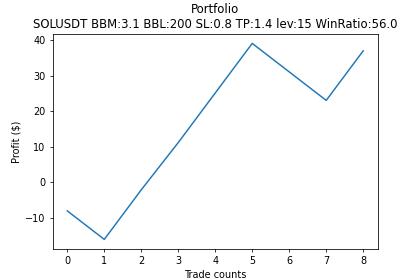 Portfolio
SOLUSDT BBM:3.1 BBL:200 SL:0.8 TP:1.4 lev:15 WinRatio:56.0
40
30
20
10
0
−10
Profit ($)
0 1 2 3 4 5 6 7 8
Trade counts